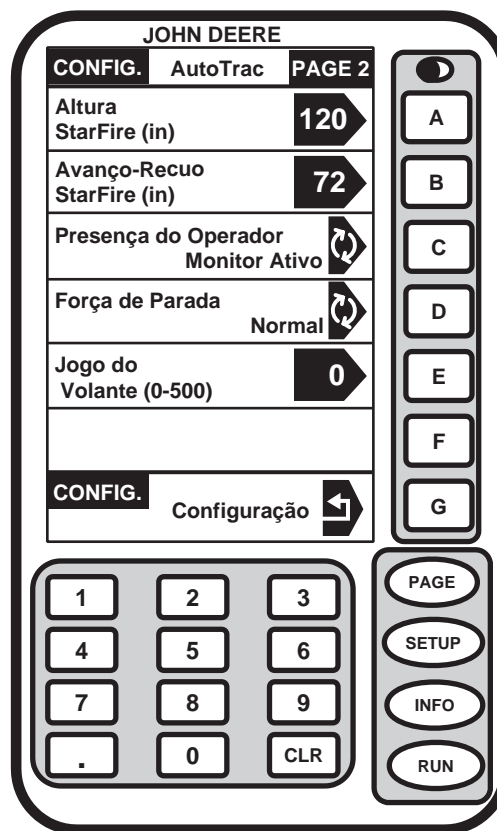 JOHN DEERE
CONFIG. AutoTrac PAGE 2
Altura
StarFire (in) 120
Avanço-Recuo
StarFire (in) 72
Presença do Operador
Monitor Ativo
Força de Parada
Normal
Jogo do
Volante (0-500) 0
CONFIG.
Configuração
A
B
C
D
E
F
G
1 2 3
4 5 6
7 8 9
. 0 CLR
PAGE
SETUP
INFO
RUN